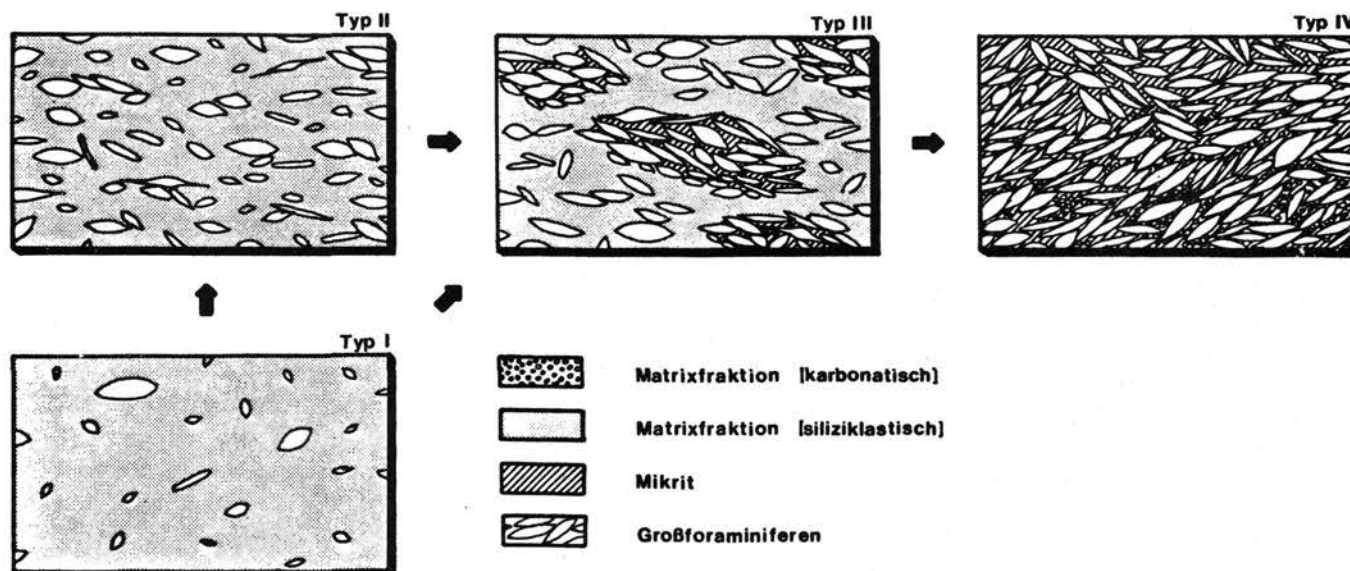 Typ II
Typ III
Typ IV
Typ I
Matrixfraktion [karbonatisch]
Matrixfraktion [siliziklastisch]
Mikrit
Großforaminiferen